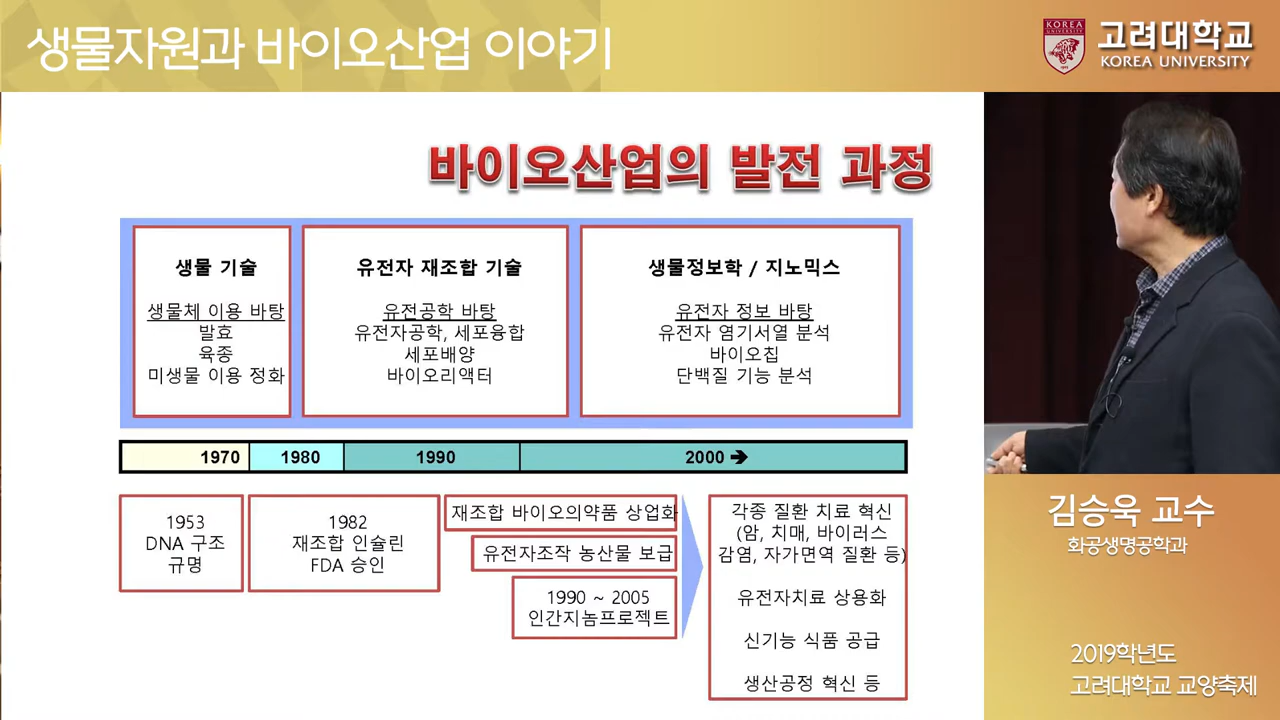 생물자원과 바이오산업 이야기
KOREA
UNIVERSITY
고려대학교
KOREA UNIVERSITY
바이오산업의 발전 과정
생물 기술
생물체 이용 바탕
발효
육종
미생물 이용 정화
유전자 재조합 기술
유전공학 바탕
유전자공학, 세포융합
세포배양
바이오리액터
생물정보학 / 지노믹스
유전자 정보 바탕
유전자 염기서열 분석
바이오칩
단백질 기능 분석
1970
1980
1990
2000 ➔
1953
DNA 구조
규명
1982
재조합 인슐린
FDA 승인
재조합 바이오의약품 상업화
유전자조작 농산물 보급
1990 ~ 2005
인간지놈프로젝트
각종 질환 치료 혁신
(암, 치매, 바이러스
감염, 자가면역 질환 등)
유전자치료 상용화
신기능 식품 공급
생산공정 혁신 등
김승욱 교수
화공생명공학과
2019학년도
고려대학교 교양축제